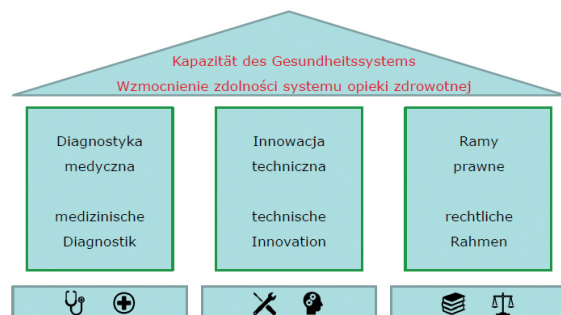 Kapazität des Gesundheitssystems
Wzmocnienie zdolności systemu opieki zdrowotnej
Diagnostyka
medyczna
medizinische
Diagnostik
Innowacja
techniczna
technische
Innovation
Ramy
prawne
rechtliche
Rahmen